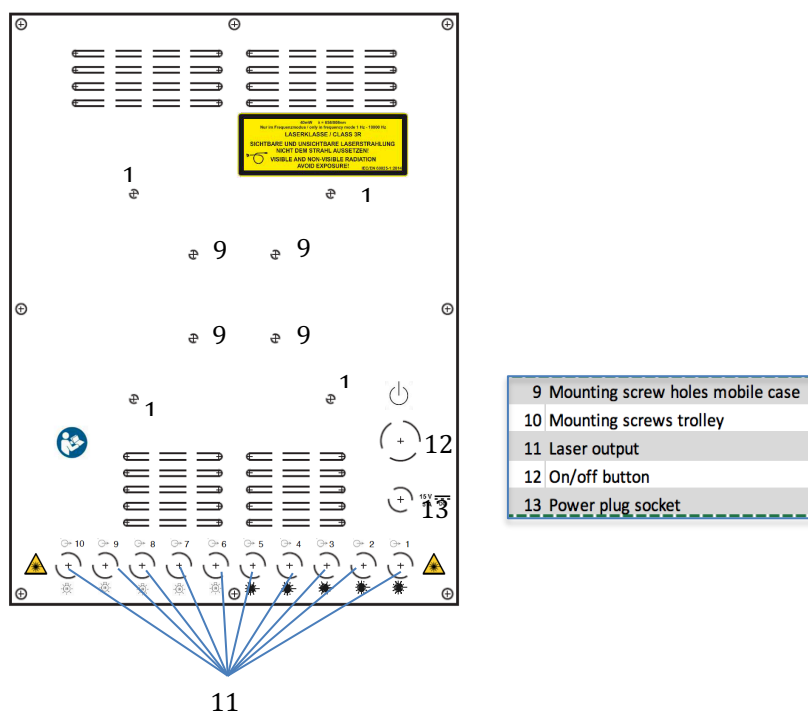 LASERKLASSE / CLASS 3R
SICHTBARE UND UNSICHTBARE LASERSTRAHLUNG
NICHT DEM STRAHL AUSSETZEN!
VISIBLE AND NON-VISIBLE RADIATION
AVOID EXPOSURE!
1
1
9
9
9
9
1
1
12
15 V
13
10
9
8
7
6
5
4
3
2
1
11
9 Mounting screw holes mobile case
10 Mounting screws trolley
11 Laser output
12 On/off button
13 Power plug socket